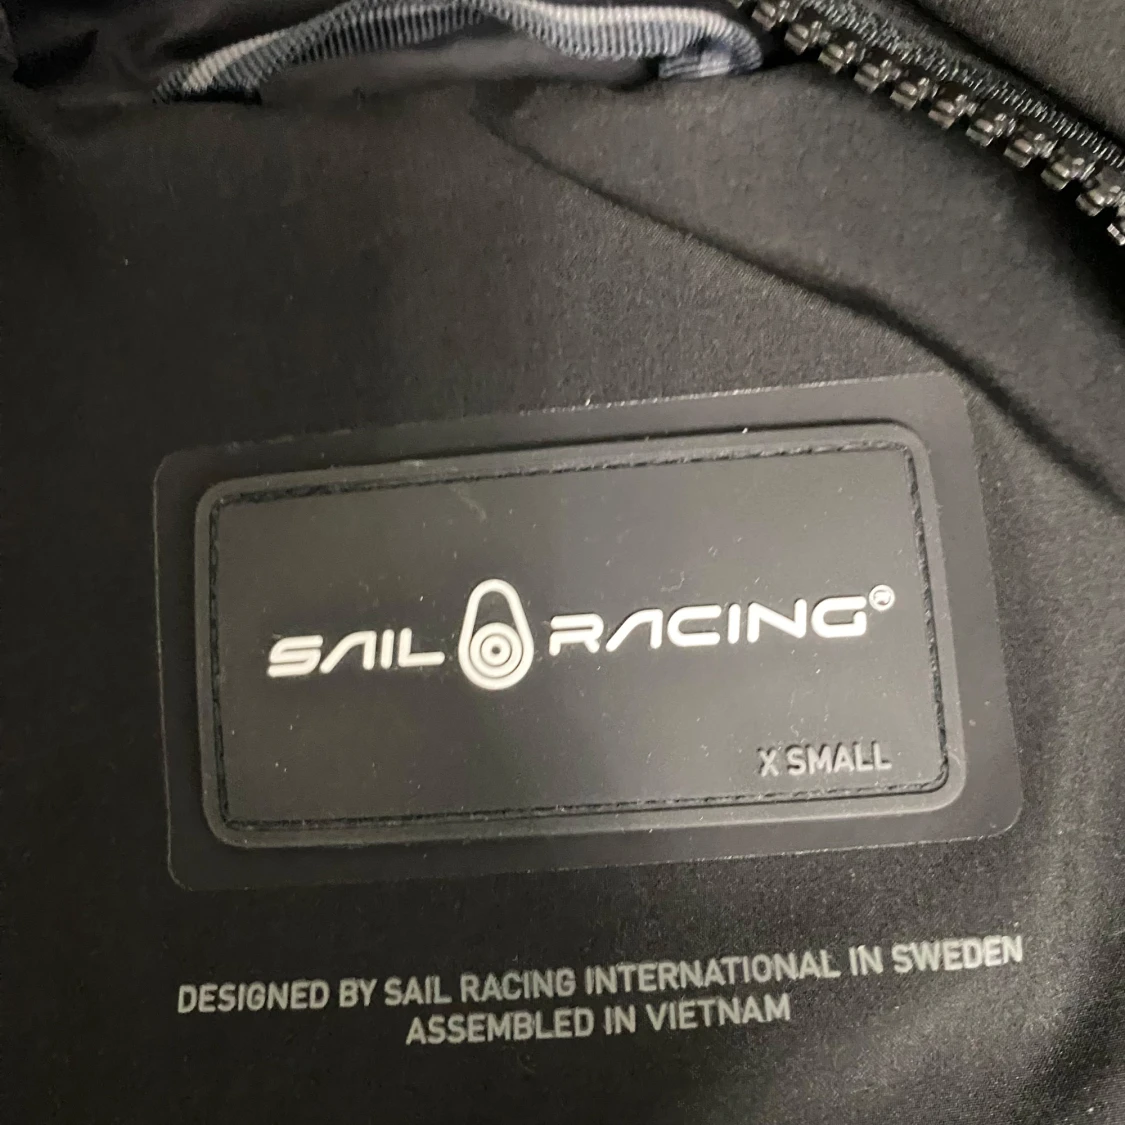 SAIL RACING®
X SMALL
DESIGNED BY SAIL RACING INTERNATIONAL IN SWEDEN
ASSEMBLED IN VIETNAM